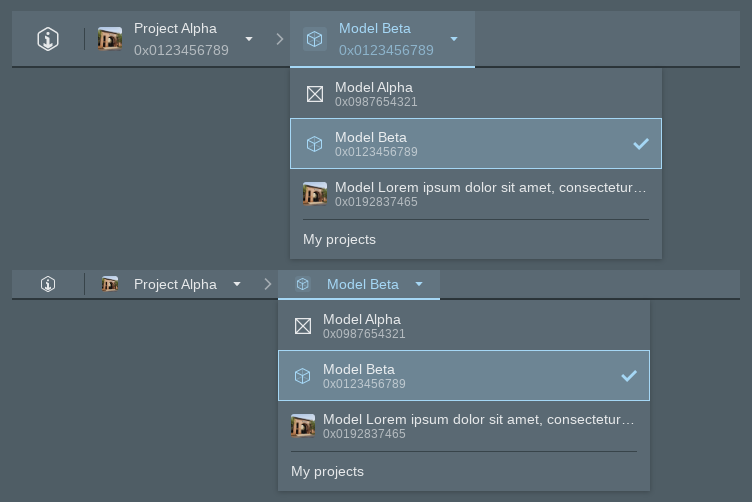 Project Alpha
0x0123456789
Model Beta
0x0123456789
Model Alpha
0x0987654321
Model Beta
0x0123456789
Model Lorem ipsum dolor sit amet, consectetur…
0x0192837465
My projects
Project Alpha
Model Beta
Model Alpha
0x0987654321
Model Beta
0x0123456789
Model Lorem ipsum dolor sit amet, consectetur…
0x0192837465
My projects